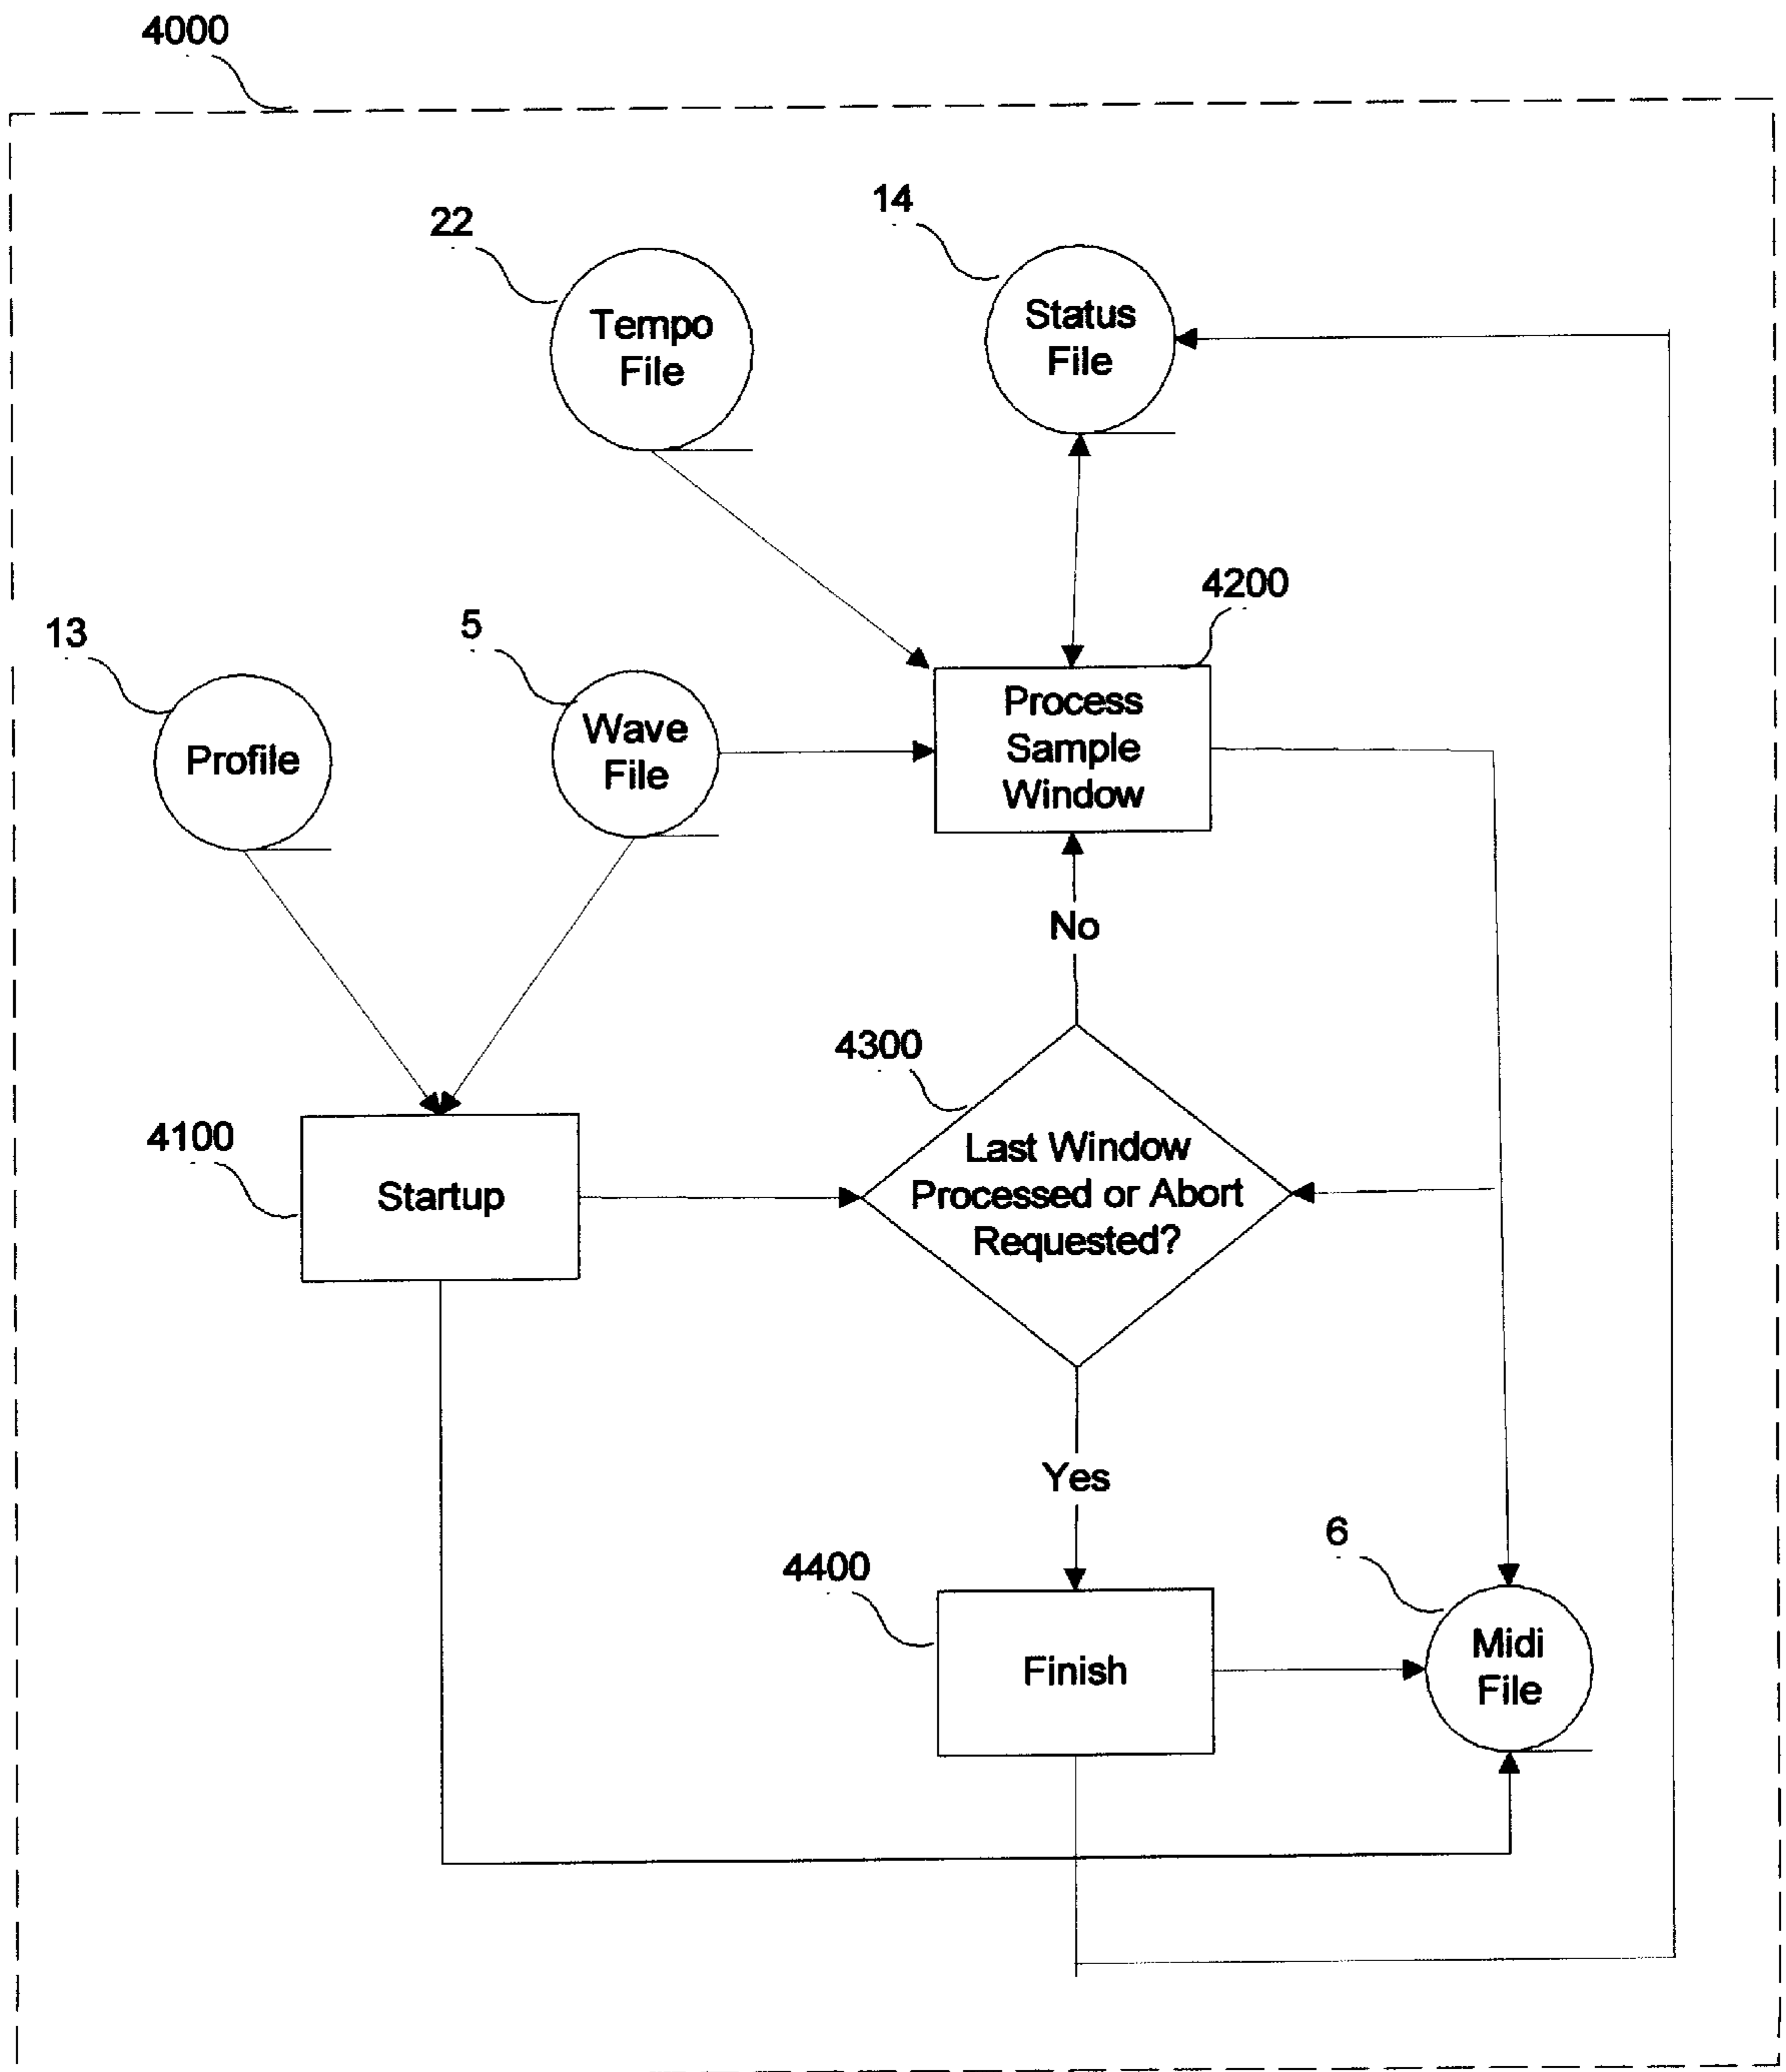 4000
22
Tempo
File
14
Status
File
4200
Process
Sample
Window
13
Profile
5
Wave
File
No
4300
Last Window
Processed or Abort
Requested?
4100
Startup
Yes
4400
Finish
6
Midi
File